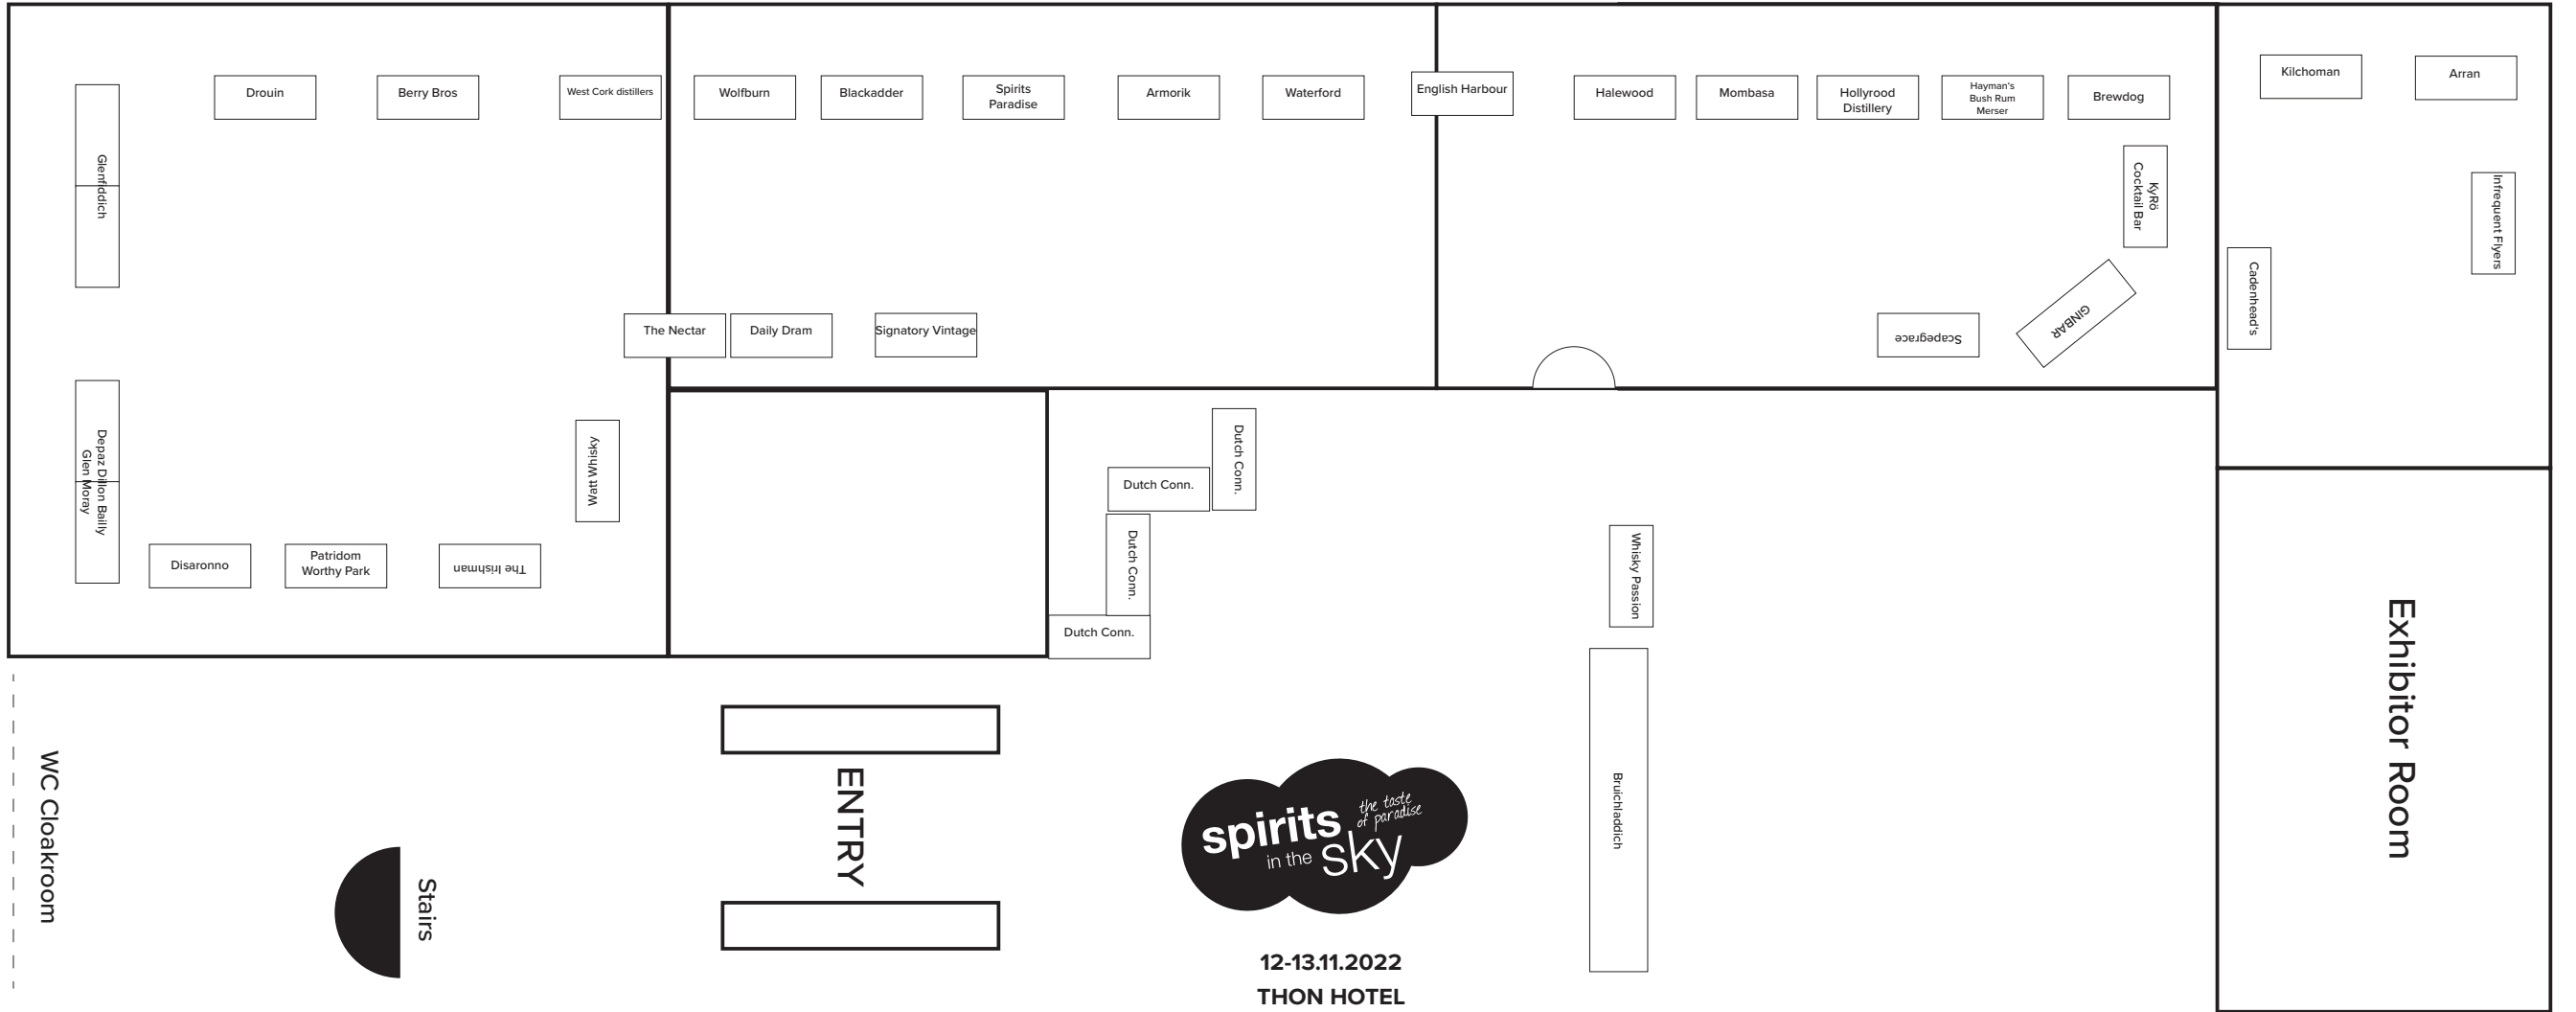 Drouin
Berry Bros
West Cork distillers
Wolfburn
Blackadder
Spirits
Paradise
Armorik
Waterford
English Harbour
Halewood
Mombasa
Hollyrood
Distillery
Hayman's
Bush Rum
Merser
Brewdog
Kilchoman
Arran
Glenfiddich
KyRö
Cocktail Bar
Infrequent Flyers
Cadenhead's
The Nectar
Daily Dram
Signatory Vintage
Scapegrace
GINBAR
Depaz Dillon Bailly
Glen Moray
Watt Whisky
Dutch Conn.
Dutch Conn.
Dutch Conn.
Dutch Conn.
Whisky Passion
Disaronno
Patridom
Worthy Park
The Irishman
Exhibitor Room
WC Cloakroom
Stairs
ENTRY
spirits
in the sky
the taste
of paradise
Bruichladdich
12-13.11.2022
THON HOTEL